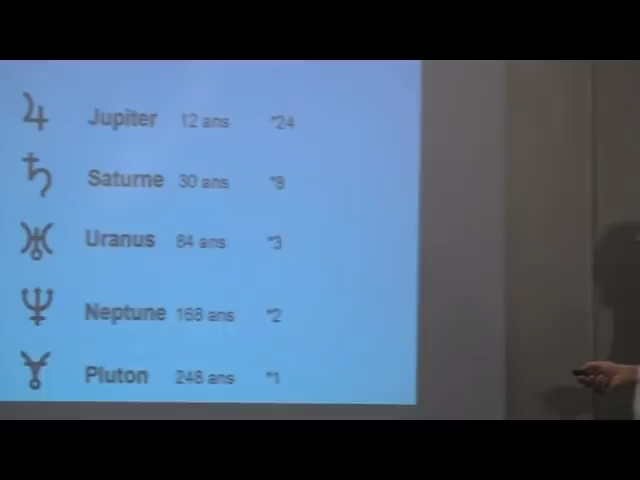 Jupiter 12 ans *24
Saturne 30 ans *8
Uranus 84 ans *3
Neptune 168 ans *2
Pluton 248 ans *1